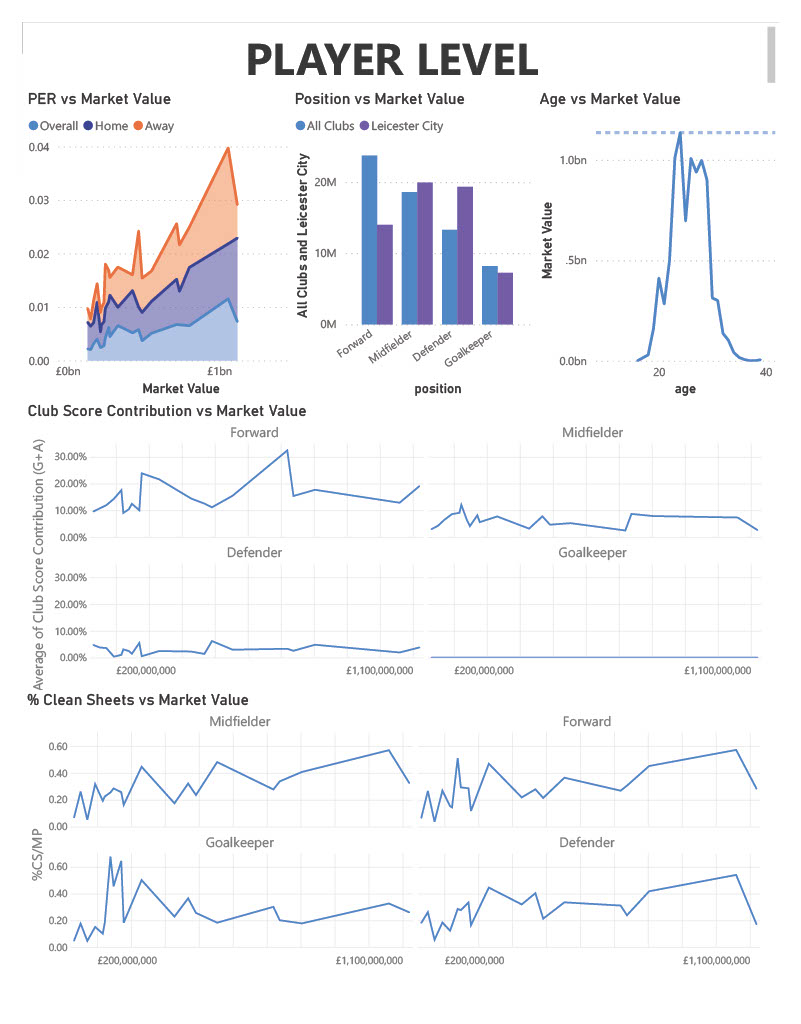 PLAYER LEVEL
PER vs Market Value
Overall Home Away
0.04
0.03
0.02
0.01
0.00
£0bn £1bn
Market Value
Position vs Market Value
All Clubs Leicester City
All Clubs and Leicester City
20M
10M
0M
Forward
Midfielder
Defender
Goalkeeper
position
Age vs Market Value
Market Value
1.0bn
.5bn
0.0bn
20 40
age
Club Score Contribution vs Market Value
Average of Club Score Contribution (G+A)
Forward Midfielder
30.00%
20.00%
10.00%
0.00%
Defender Goalkeeper
30.00%
20.00%
10.00%
0.00%
£200,000,000 £1,100,000,000 £200,000,000 £1,100,000,000
% Clean Sheets vs Market Value
%CS/MP
Midfielder Forward
0.60
0.40
0.20
0.00
Goalkeeper Defender
0.60
0.40
0.20
0.00
£200,000,000 £1,100,000,000 £200,000,000 £1,100,000,000